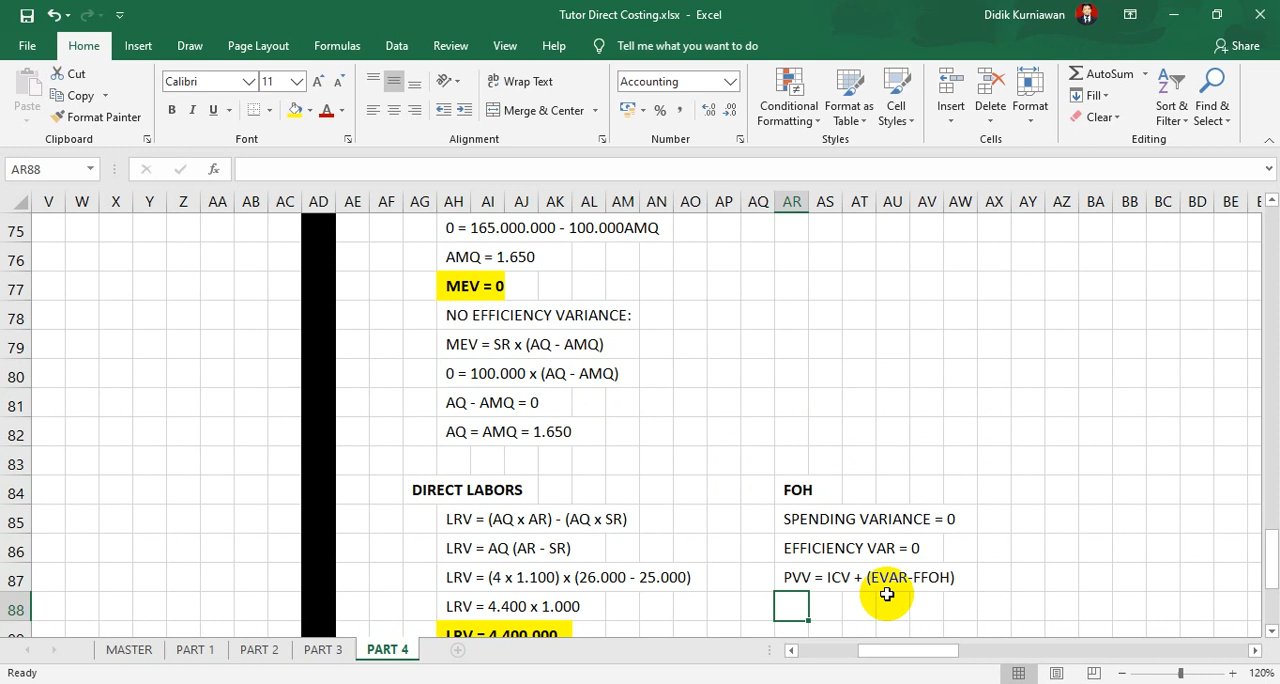 Tutor Direct Costing.xlsx - Excel
Didik Kurniawan
File Home Insert Draw Page Layout Formulas Data Review View Help Tell me what you want to do Share
Paste
Cut
Copy
Format Painter
Clipboard
Calibri 11
B I U
Font
Wrap Text
Merge & Center
Alignment
Accounting
Number
Conditional Formatting
Format as Table
Cell Styles
Styles
Insert Delete Format
Cells
AutoSum
Fill
Clear
Sort & Filter
Find & Select
Editing
AR88
fx
V W X Y Z AA AB AC AD AE AF AG AH AI AJ AK AL AM AN AO AP AQ AR AS AT AU AV AW AX AY AZ BA BB BC BD BE
75 0 = 165.000.000 - 100.000AMQ
76 AMQ = 1.650
77 MEV = 0
78 NO EFFICIENCY VARIANCE:
79 MEV = SR x (AQ - AMQ)
80 0 = 100.000 x (AQ - AMQ)
81 AQ - AMQ = 0
82 AQ = AMQ = 1.650
83
84 DIRECT LABORS FOH
85 LRV = (AQ x AR) - (AQ x SR) SPENDING VARIANCE = 0
86 LRV = AQ (AR - SR) EFFICIENCY VAR = 0
87 LRV = (4 x 1.100) x (26.000 - 25.000) PVV = ICV + (EVAR-FFOH)
88 LRV = 4.400 x 1.000
LRV = 4.400.000
MASTER PART 1 PART 2 PART 3 PART 4
Ready
120%